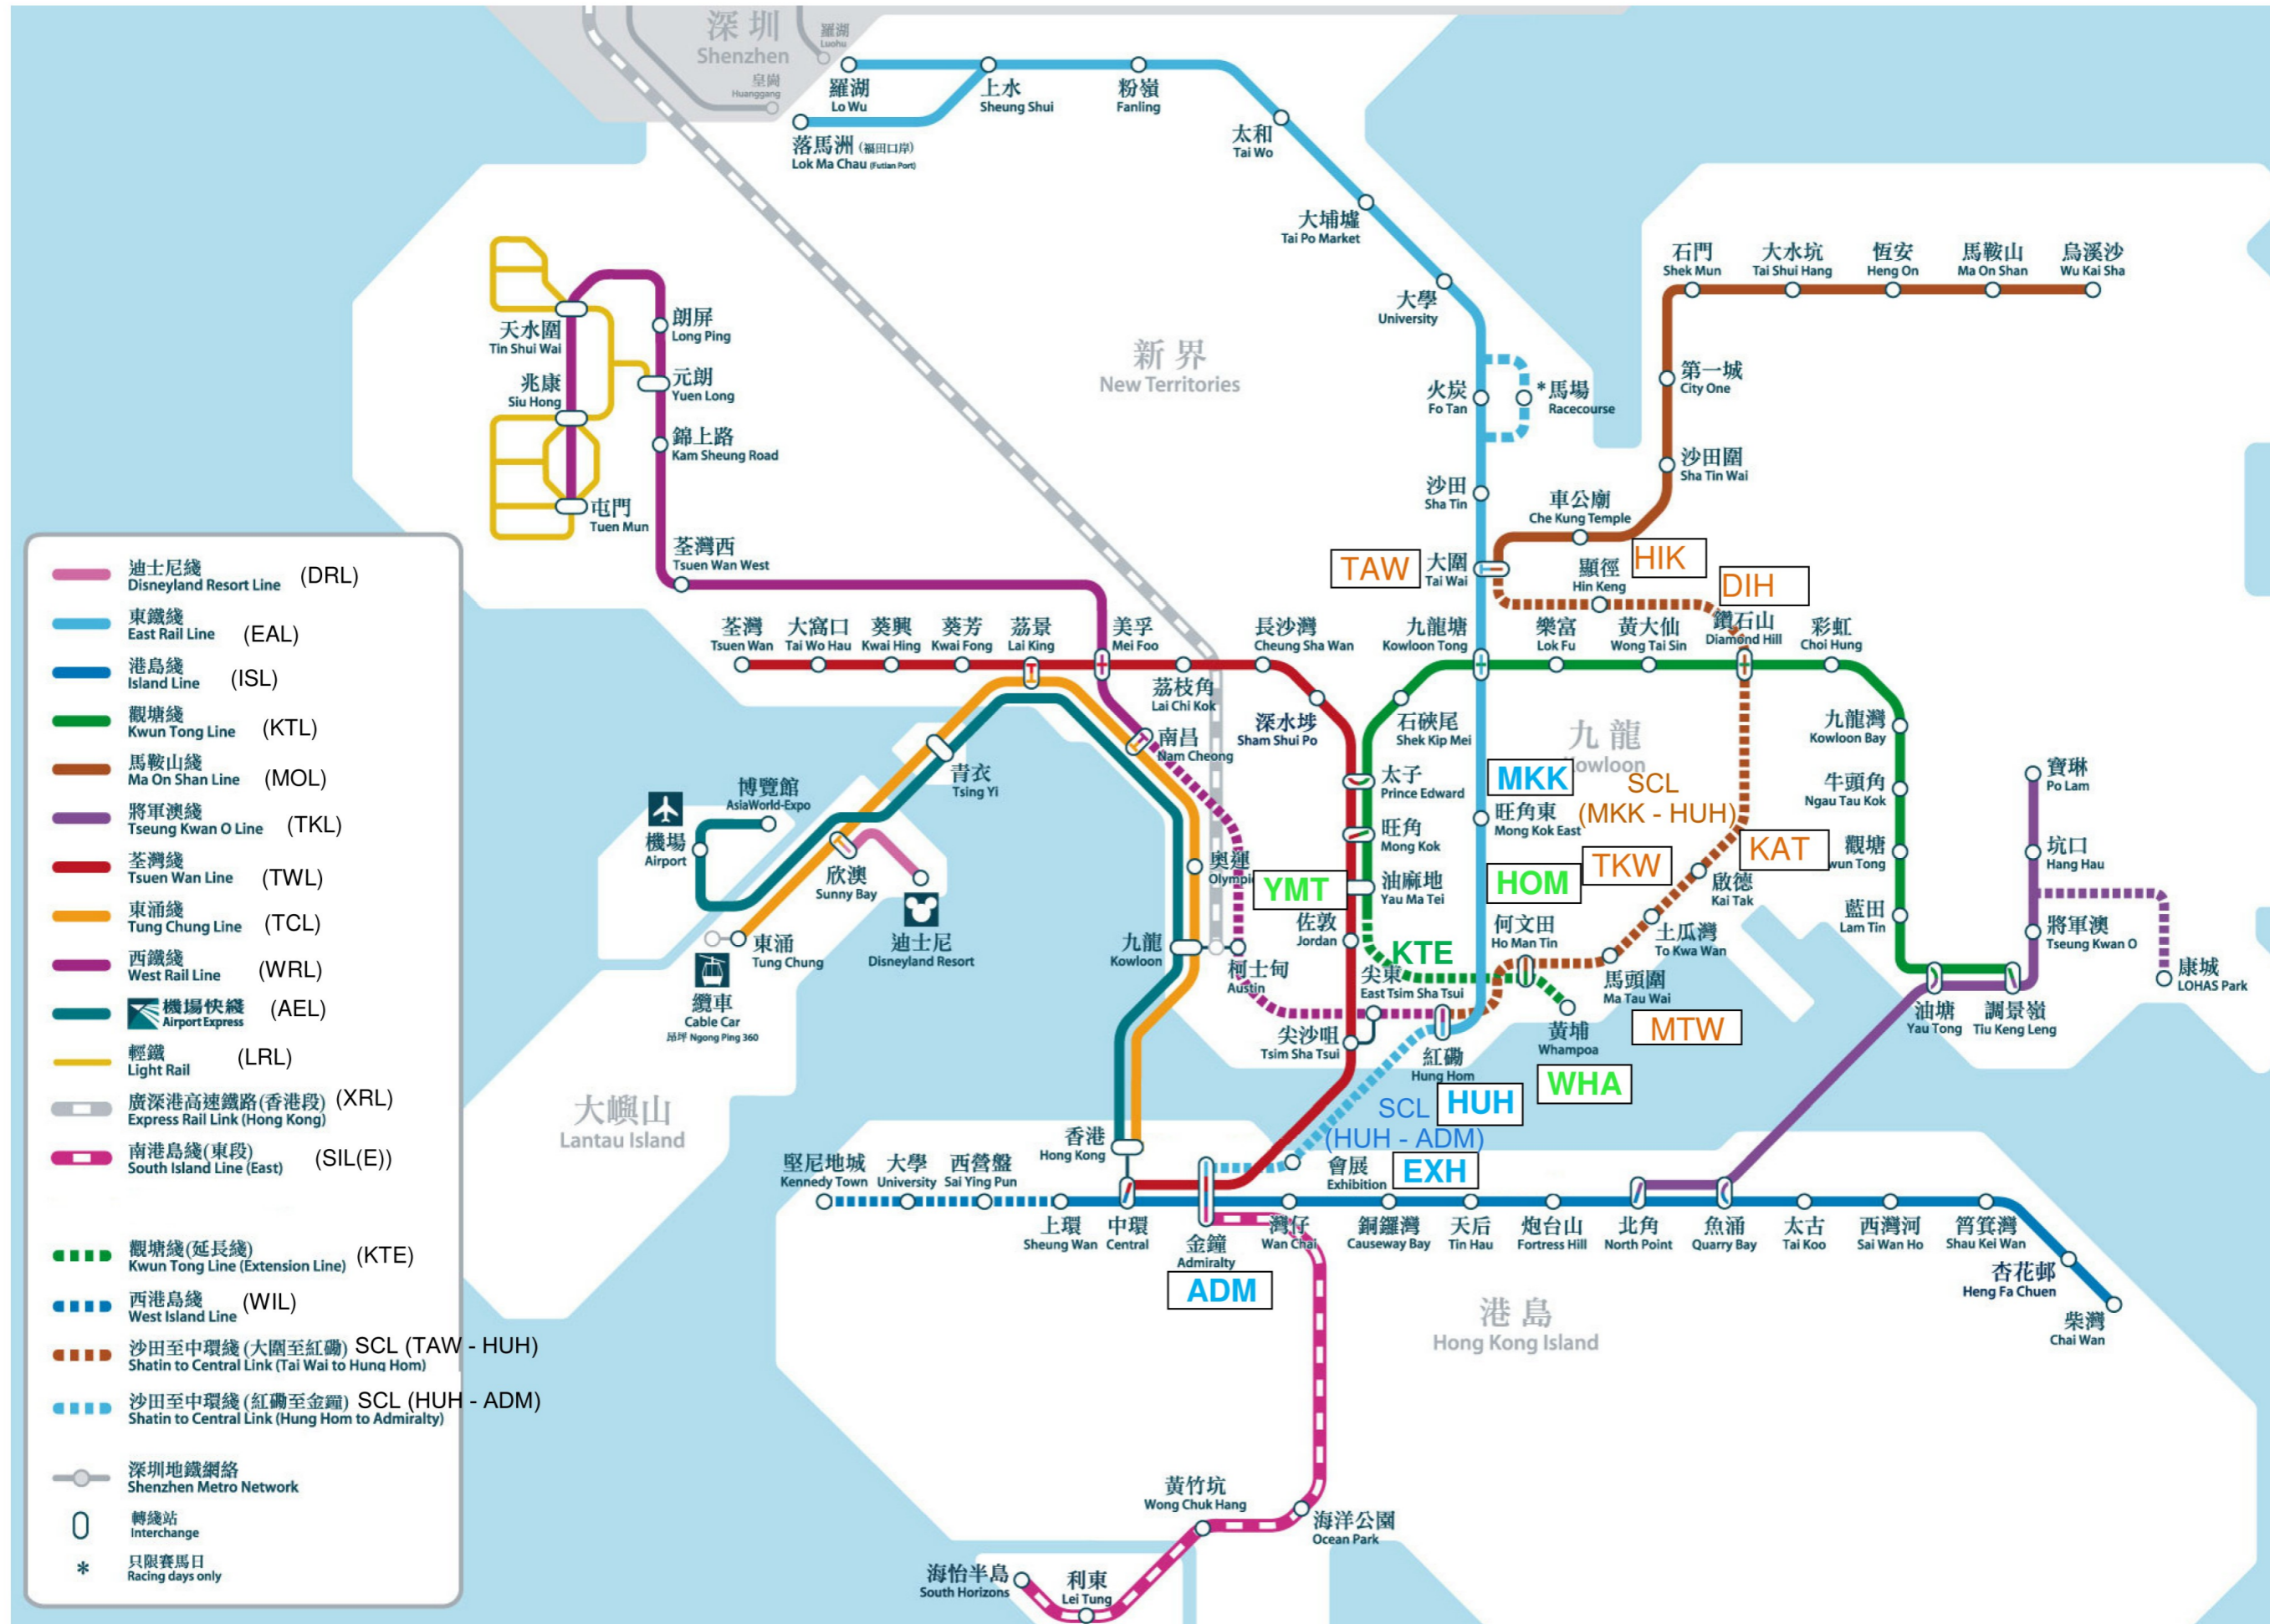 深圳
Shenzhen
羅湖
Luohu
皇崗
Huanggang
羅湖
Lo Wu
上水
Sheung Shui
粉嶺
Fanling
落馬洲 (福田口岸)
Lok Ma Chau (Futian Port)
太和
Tai Wo
大埔墟
Tai Po Market
大學
University
新界
New Territories
火炭
Fo Tan
*馬場
Racecourse
沙田
Sha Tin
石門
Shek Mun
大水坑
Tai Shui Hang
恆安
Heng On
馬鞍山
Ma On Shan
烏溪沙
Wu Kai Sha
第一城
City One
沙田圍
Sha Tin Wai
車公廟
Che Kung Temple
TAW
大圍
Tai Wai
顯徑
Hin Keng
HIK
DIH
天水圍
Tin Shui Wai
朗屏
Long Ping
兆康
Siu Hong
元朗
Yuen Long
錦上路
Kam Sheung Road
屯門
Tuen Mun
荃灣西
Tsuen Wan West
荃灣
Tsuen Wan
大窩口
Tai Wo Hau
葵興
Kwai Hing
葵芳
Kwai Fong
荔景
Lai King
美孚
Mei Foo
長沙灣
Cheung Sha Wan
九龍塘
Kowloon Tong
樂富
Lok Fu
黃大仙
Wong Tai Sin
鑽石山
Diamond Hill
彩虹
Choi Hung
荔枝角
Lai Chi Kok
深水埗
Sham Shui Po
石硤尾
Shek Kip Mei
九龍
Kowloon
九龍灣
Kowloon Bay
南昌
Nam Cheong
青衣
Tsing Yi
太子
Prince Edward
MKK
旺角東
Mong Kok East
SCL
(MKK - HUH)
牛頭角
Ngau Tau Kok
寶琳
Po Lam
博覽館
AsiaWorld-Expo
機場
Airport
旺角
Mong Kok
觀塘
Kwun Tong
坑口
Hang Hau
欣澳
Sunny Bay
奧運
Olympic
YMT
油麻地
Yau Ma Tei
HOM
TKW
KAT
啟德
Kai Tak
藍田
Lam Tin
將軍澳
Tseung Kwan O
迪士尼
Disneyland Resort
東涌
Tung Chung
九龍
Kowloon
佐敦
Jordan
KTE
何文田
Ho Man Tin
土瓜灣
To Kwa Wan
柯士甸
Austin
尖東
East Tsim Sha Tsui
馬頭圍
Ma Tau Wai
MTW
油塘
Yau Tong
調景嶺
Tiu Keng Leng
康城
LOHAS Park
纜車
Cable Car
昂坪 Ngong Ping 360
尖沙咀
Tsim Sha Tsui
紅磡
Hung Hom
黃埔
Whampoa
WHA
HUH
SCL
(HUH - ADM)
大嶼山
Lantau Island
香港
Hong Kong
會展
Exhibition
EXH
堅尼地城
Kennedy Town
大學
University
西營盤
Sai Ying Pun
上環
Sheung Wan
中環
Central
金鐘
Admiralty
ADM
灣仔
Wan Chai
銅鑼灣
Causeway Bay
天后
Tin Hau
炮台山
Fortress Hill
北角
North Point
魚涌
Quarry Bay
太古
Tai Koo
西灣河
Sai Wan Ho
筲箕灣
Shau Kei Wan
杏花邨
Heng Fa Chuen
柴灣
Chai Wan
港島
Hong Kong Island
黃竹坑
Wong Chuk Hang
海洋公園
Ocean Park
海怡半島
South Horizons
利東
Lei Tung
迪士尼綫
Disneyland Resort Line (DRL)
東鐵綫
East Rail Line (EAL)
港島綫
Island Line (ISL)
觀塘綫
Kwun Tong Line (KTL)
馬鞍山綫
Ma On Shan Line (MOL)
將軍澳綫
Tseung Kwan O Line (TKL)
荃灣綫
Tsuen Wan Line (TWL)
東涌綫
Tung Chung Line (TCL)
西鐵綫
West Rail Line (WRL)
機場快綫
Airport Express (AEL)
輕鐵
Light Rail (LRL)
廣深港高速鐵路(香港段) (XRL)
Express Rail Link (Hong Kong)
南港島綫(東段)
South Island Line (East) (SIL(E))
觀塘綫(延長綫)
Kwun Tong Line (Extension Line) (KTE)
西港島綫
West Island Line (WIL)
沙田至中環綫 (大圍至紅磡) SCL (TAW - HUH)
Shatin to Central Link (Tai Wai to Hung Hom)
沙田至中環綫 (紅磡至金鐘) SCL (HUH - ADM)
Shatin to Central Link (Hung Hom to Admiralty)
深圳地鐵網絡
Shenzhen Metro Network
轉綫站
Interchange
* 只限賽馬日
Racing days only